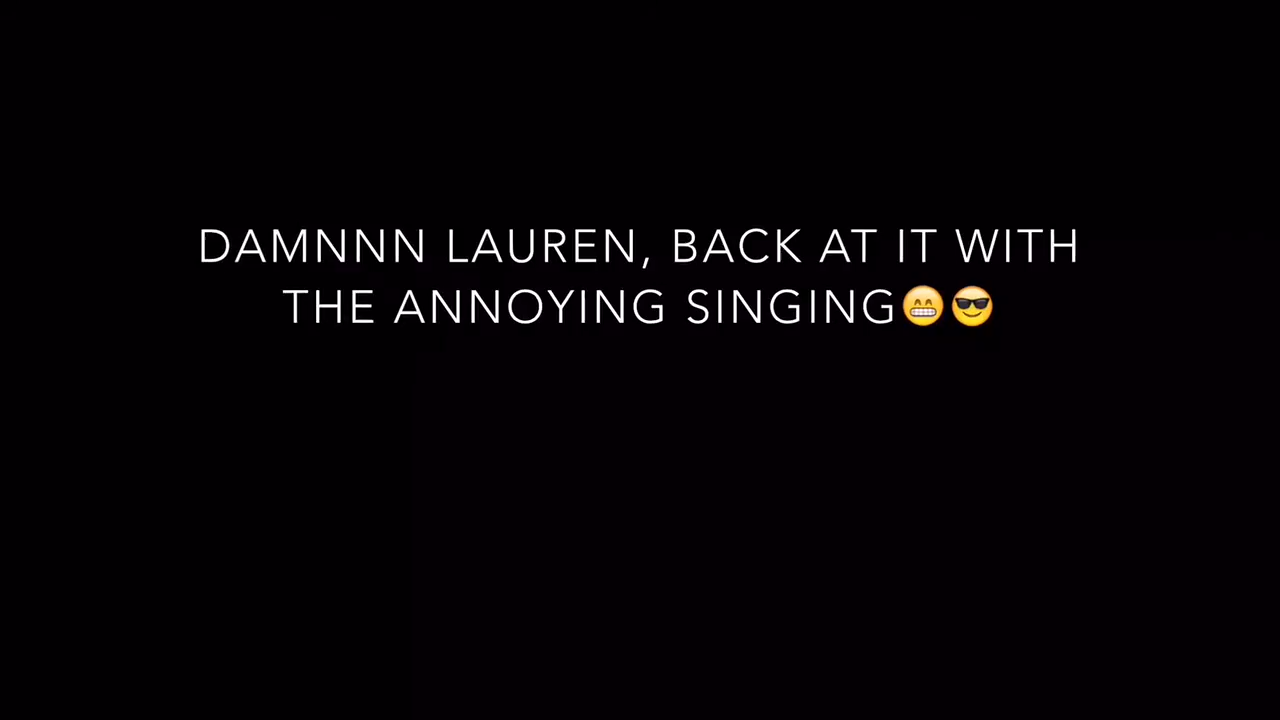 DAMNNN LAUREN, BACK AT IT WITH
THE ANNOYING SINGING😁😎